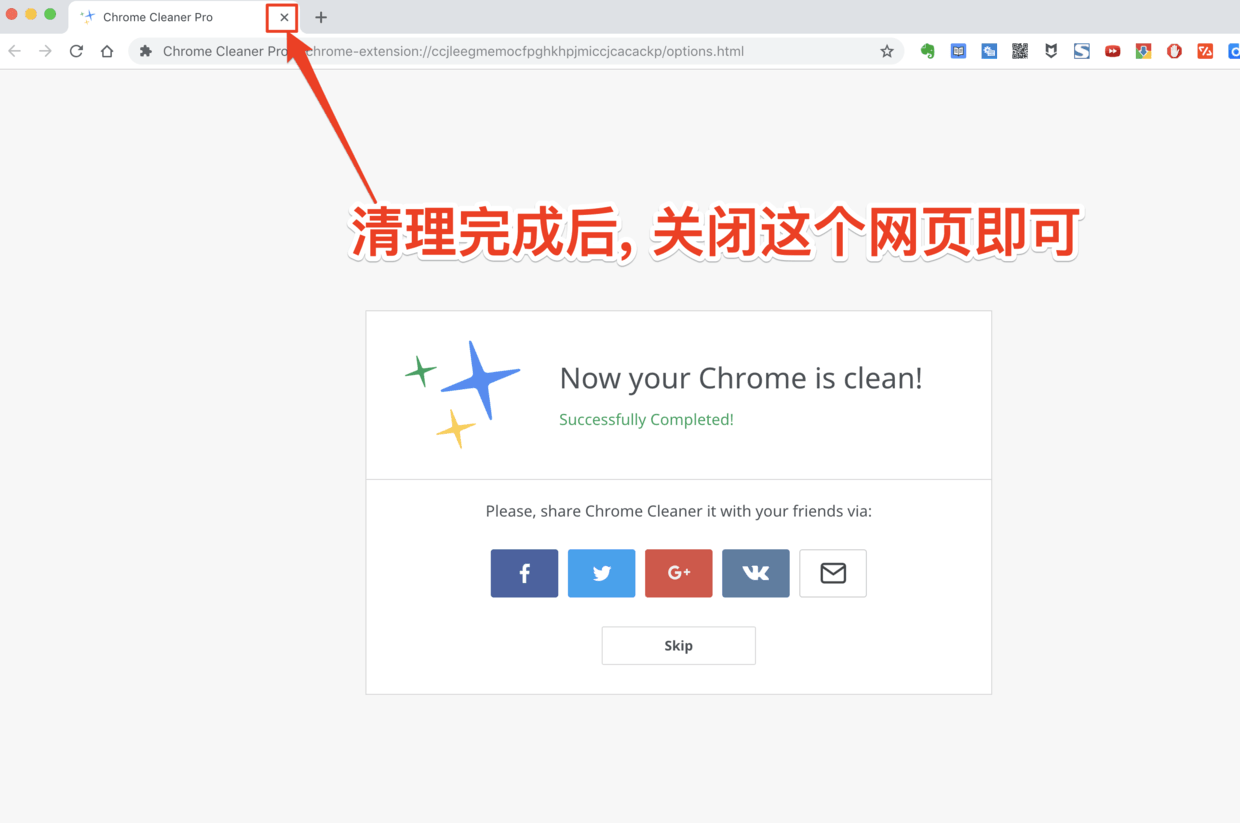 Chrome Cleaner Pro
Chrome Cleaner Pro chrome-extension://ccjleegmemocfpghkhpjmiccjcacackp/options.html
清理完成后, 关闭这个网页即可
Now your Chrome is clean!
Successfully Completed!
Please, share Chrome Cleaner it with your friends via:
f G+
Skip